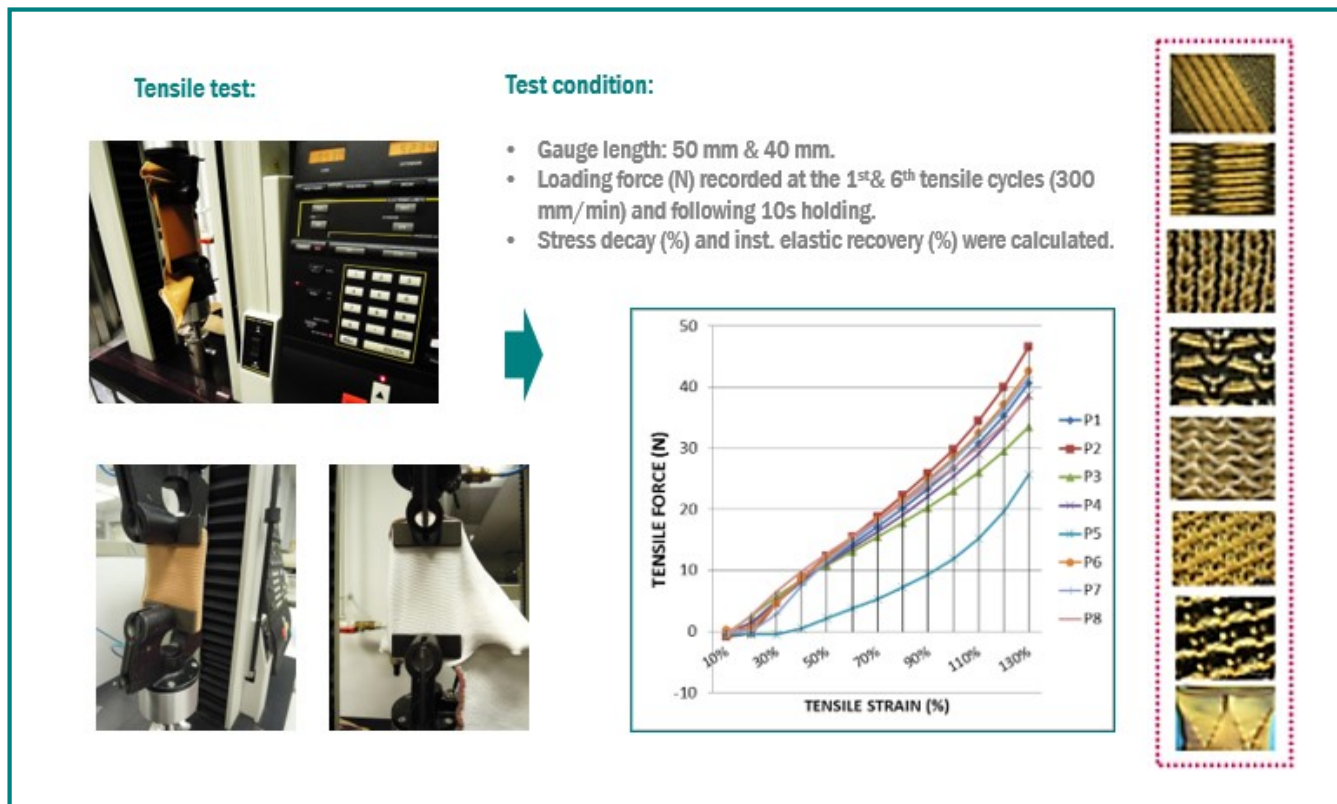 Tensile test:
Test condition:
• Gauge length: 50 mm & 40 mm.
• Loading force (N) recorded at the 1st& 6th tensile cycles (300
mm/min) and following 10s holding.
• Stress decay (%) and inst. elastic recovery (%) were calculated.
TENSILE FORCE (N)
50
40
30
20
10
0
-10
10%
30%
50%
70%
90%
110%
130%
TENSILE STRAIN (%)
P1
P2
P3
P4
P5
P6
P7
P8